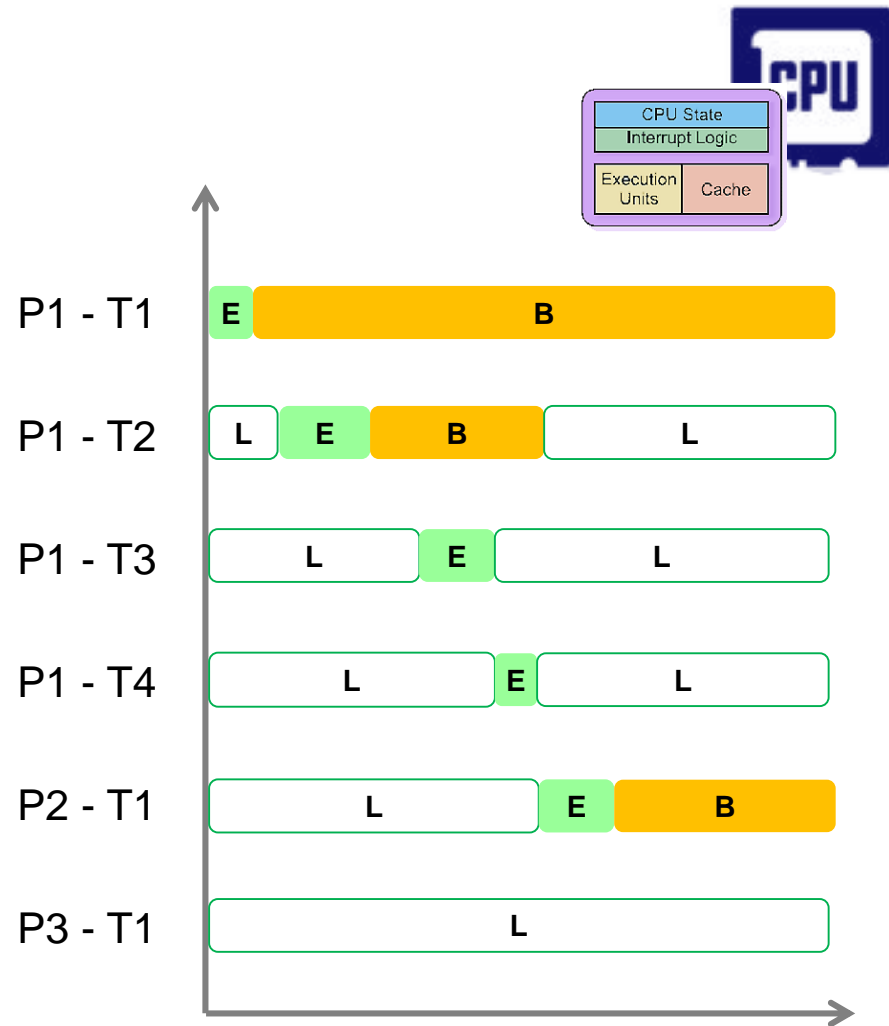 CPU
CPU State
Interrupt Logic
Execution
Units
Cache
P1 - T1
E
B
P1 - T2
L
E
B
L
P1 - T3
L
E
L
P1 - T4
L
E
L
P2 - T1
L
E
B
P3 - T1
L